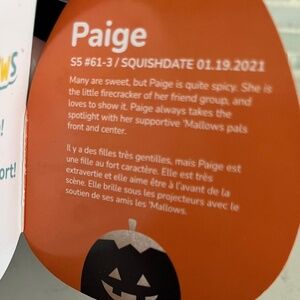 Paige
S5 #61-3 / SQUISHDATE 01.19.2021
Many are sweet, but Paige is quite spicy. She is
the little firecracker of her friend group, and
loves to show it. Paige always takes the
spotlight with her supportive 'Mallows pals
front and center.
Il y a des filles très gentilles, mais Paige est
une fille au fort caractère. Elle est très
extravertie et elle aime être à l'avant de la
scène. Elle brille sous les projecteurs avec le
soutien de ses amis les 'Mallows.
ws
!
ort!